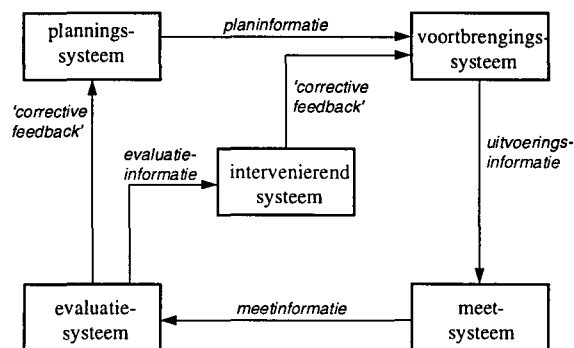 plannings-
systeem
planinformatie
voortbrengings-
systeem
'corrective
feedback'
'corrective
feedback'
uitvoerings-
informatie
evaluatie-
informatie
intervenierend
systeem
evaluatie-
systeem
meetinformatie
meet-
systeem